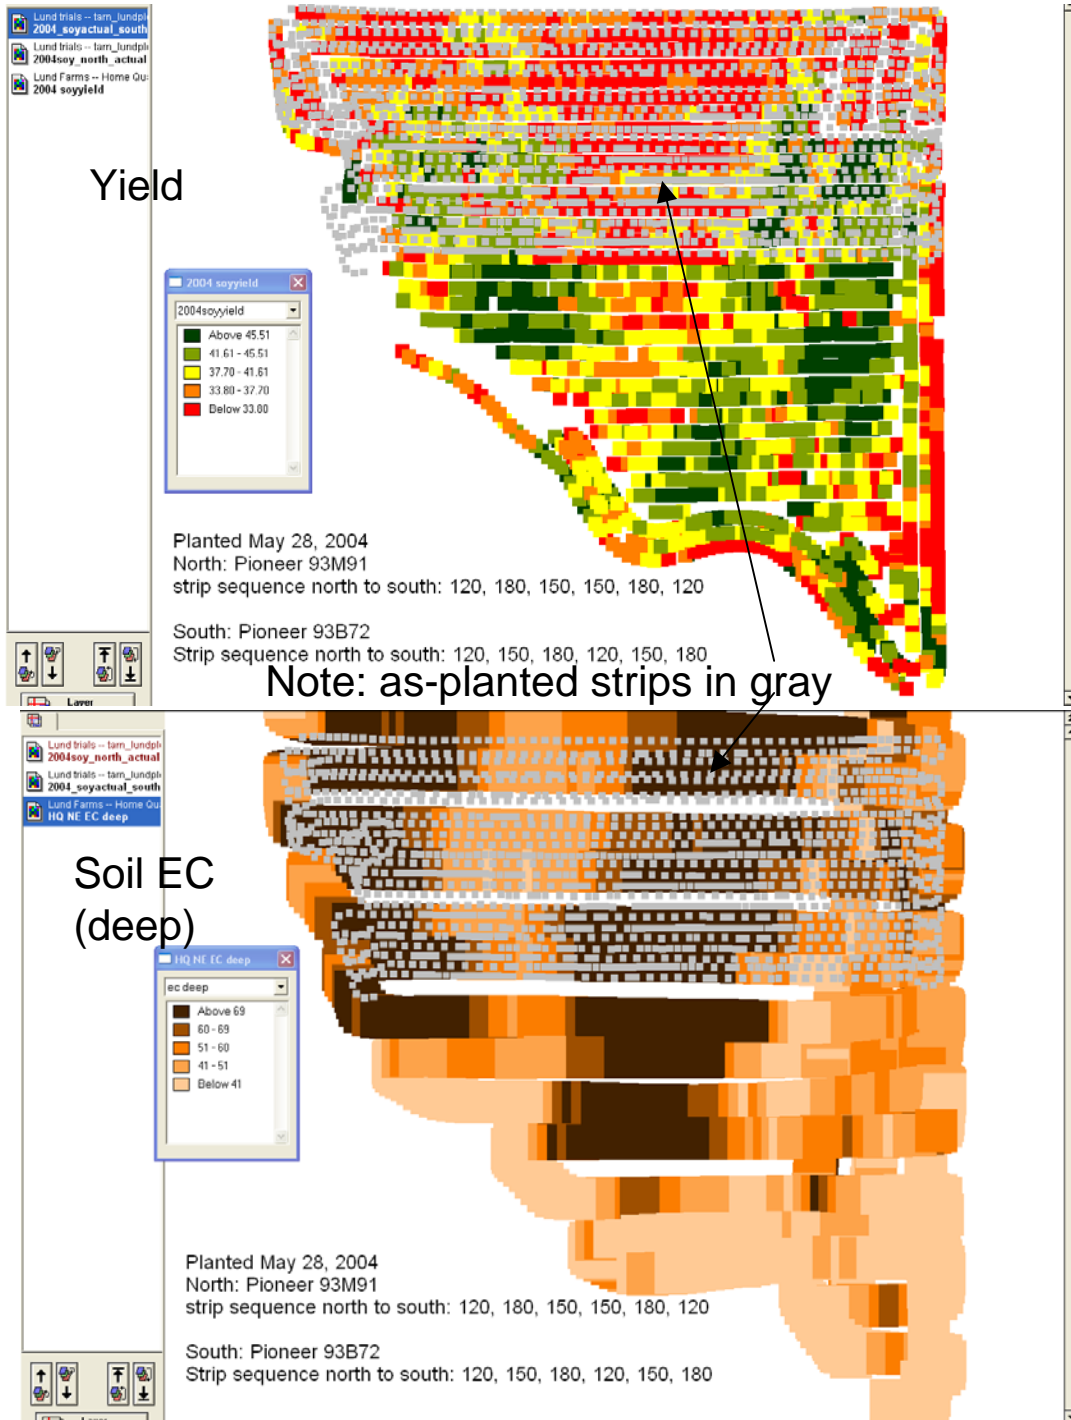 Lund trials -- tarn_lundpl
2004_soyactual_south
Lund trials -- tarn_lundpl
2004soy_north_actual
Lund Farms -- Home Qu
2004 soyyield
Yield
2004 soyyield
2004soyyield
Above 45.51
41.61 - 45.51
37.70 - 41.61
33.80 - 37.70
Below 33.80
Planted May 28, 2004
North: Pioneer 93M91
strip sequence north to south: 120, 180, 150, 150, 180, 120
South: Pioneer 93B72
Strip sequence north to south: 120, 150, 180, 120, 150, 180
Note: as-planted strips in gray
Layer
Lund trials -- tarn_lundpl
2004soy_north_actual
Lund trials -- tarn_lundpl
2004_soyactual_south
Lund Farms -- Home Qu
HQ NE EC deep
Soil EC
(deep)
HQ NE EC deep
ec deep
Above 69
60 - 69
51 - 60
41 - 51
Below 41
Planted May 28, 2004
North: Pioneer 93M91
strip sequence north to south: 120, 180, 150, 150, 180, 120
South: Pioneer 93B72
Strip sequence north to south: 120, 150, 180, 120, 150, 180